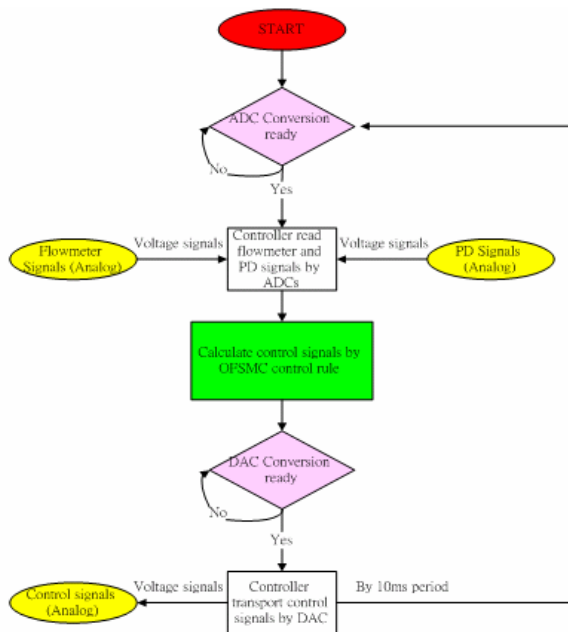 START
ADC Conversion
ready
No
Yes
Voltage signals
Voltage signals
Flowmeter
Signals (Analog)
Controller read
flowmeter and
PD signals by
ADCs
PD Signals
(Analog)
Calculate control signals by
OFSMC control rule
DAC Conversion
ready
No
Yes
Voltage signals
By 10ms period
Control signals
(Analog)
Controller
transport control
signals by DAC